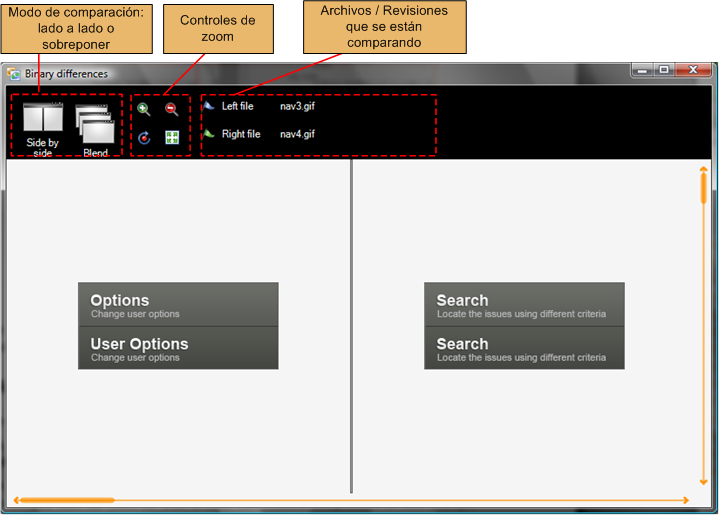 Modo de comparación:
lado a lado o
sobreponer
Controles de
zoom
Archivos / Revisiones
que se están
comparando
Binary differences
Side by
side
Blend
Left file nav3.gif
Right file nav4.gif
Options
Change user options
User Options
Change user options
Search
Locate the issues using different criteria
Search
Locate the issues using different criteria